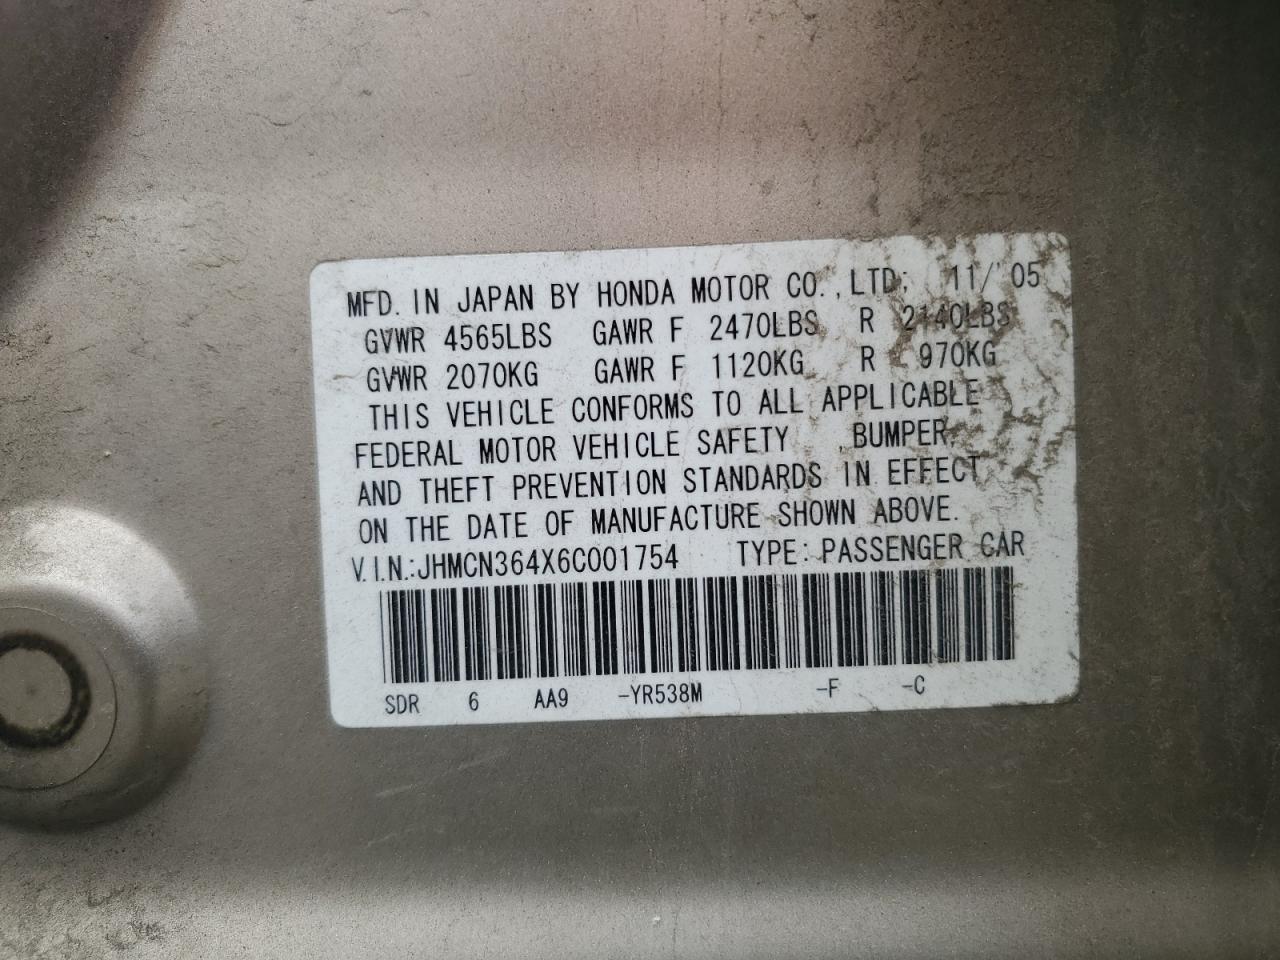 MFD. IN JAPAN BY HONDA MOTOR CO., LTD; 11/'05
GVWR 4565LBS GAWR F 2470LBS R 2140LBS
GVWR 2070KG GAWR F 1120KG R 970KG
THIS VEHICLE CONFORMS TO ALL APPLICABLE
FEDERAL MOTOR VEHICLE SAFETY , BUMPER,
AND THEFT PREVENTION STANDARDS IN EFFECT
ON THE DATE OF MANUFACTURE SHOWN ABOVE.
V.I.N.:JHMCN364X6C001754 TYPE: PASSENGER CAR
SDR 6 AA9 -YR538M -F -C